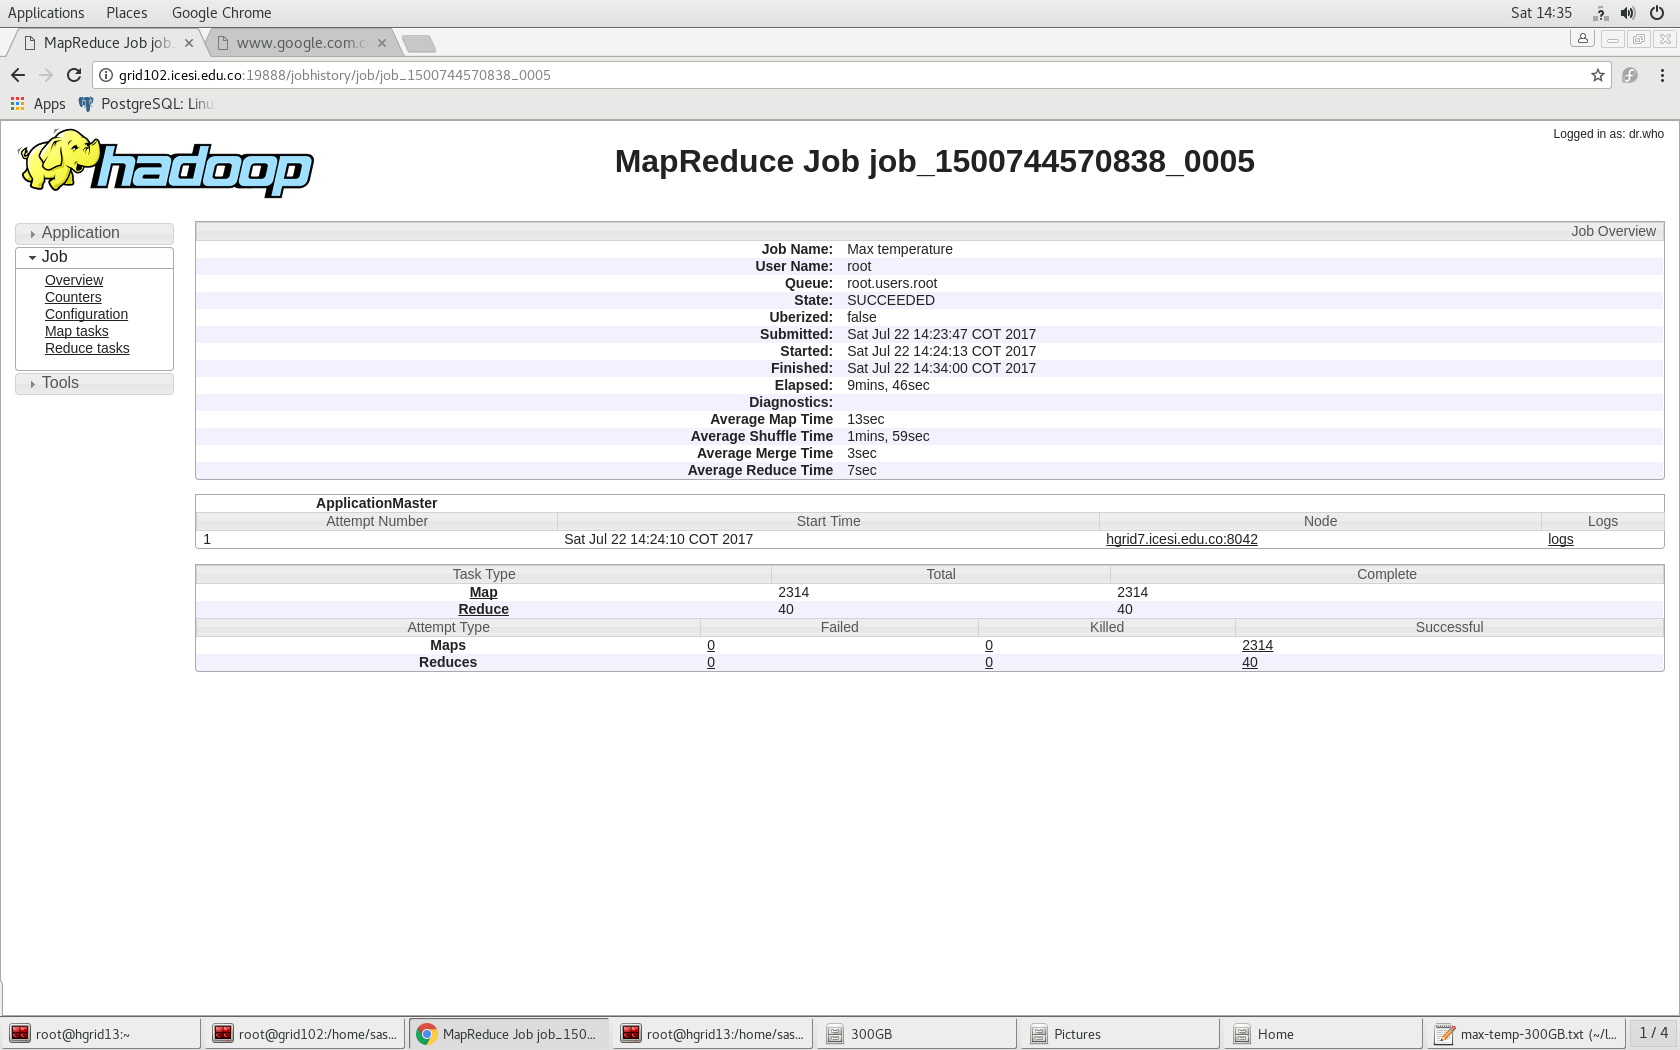 Applications Places Google Chrome Sat 14:35
MapReduce Job job_ www.google.com.c
grid102.icesi.edu.co:19888/jobhistory/job/job_1500744570838_0005
Apps PostgreSQL: Linu
hadoop
MapReduce Job job_1500744570838_0005
Logged in as: dr.who
Application
Job
Overview
Counters
Configuration
Map tasks
Reduce tasks
Tools
Job Overview
Job Name: Max temperature
User Name: root
Queue: root.users.root
State: SUCCEEDED
Uberized: false
Submitted: Sat Jul 22 14:23:47 COT 2017
Started: Sat Jul 22 14:24:13 COT 2017
Finished: Sat Jul 22 14:34:00 COT 2017
Elapsed: 9mins, 46sec
Diagnostics:
Average Map Time 13sec
Average Shuffle Time 1mins, 59sec
Average Merge Time 3sec
Average Reduce Time 7sec
ApplicationMaster
Attempt Number Start Time Node Logs
1 Sat Jul 22 14:24:10 COT 2017 hgrid7.icesi.edu.co:8042 logs
Task Type Total Complete
Map 2314 2314
Reduce 40 40
Attempt Type Failed Killed Successful
Maps 0 0 2314
Reduces 0 0 40
root@hgrid13:~ root@grid102:/home/sas... MapReduce Job job_150... root@hgrid13:/home/sas... 300GB Pictures Home max-temp-300GB.txt (~/l... 1 / 4